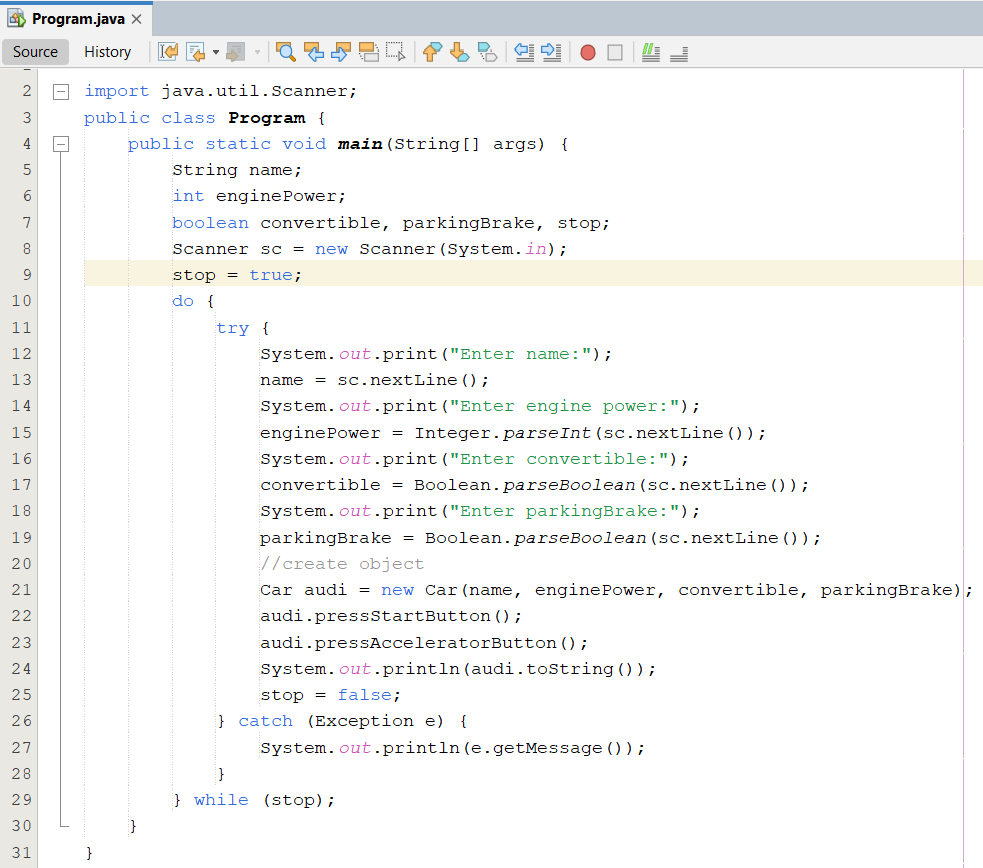 Program.java
Source History
2 import java.util.Scanner;
3 public class Program {
4 public static void main(String[] args) {
5 String name;
6 int enginePower;
7 boolean convertible, parkingBrake, stop;
8 Scanner sc = new Scanner(System.in);
9 stop = true;
10 do {
11 try {
12 System.out.print("Enter name:");
13 name = sc.nextLine();
14 System.out.print("Enter engine power:");
15 enginePower = Integer.parseInt(sc.nextLine());
16 System.out.print("Enter convertible:");
17 convertible = Boolean.parseBoolean(sc.nextLine());
18 System.out.print("Enter parkingBrake:");
19 parkingBrake = Boolean.parseBoolean(sc.nextLine());
20 //create object
21 Car audi = new Car(name, enginePower, convertible, parkingBrake);
22 audi.pressStartButton();
23 audi.pressAcceleratorButton();
24 System.out.println(audi.toString());
25 stop = false;
26 } catch (Exception e) {
27 System.out.println(e.getMessage());
28 }
29 } while (stop);
30 }
31 }